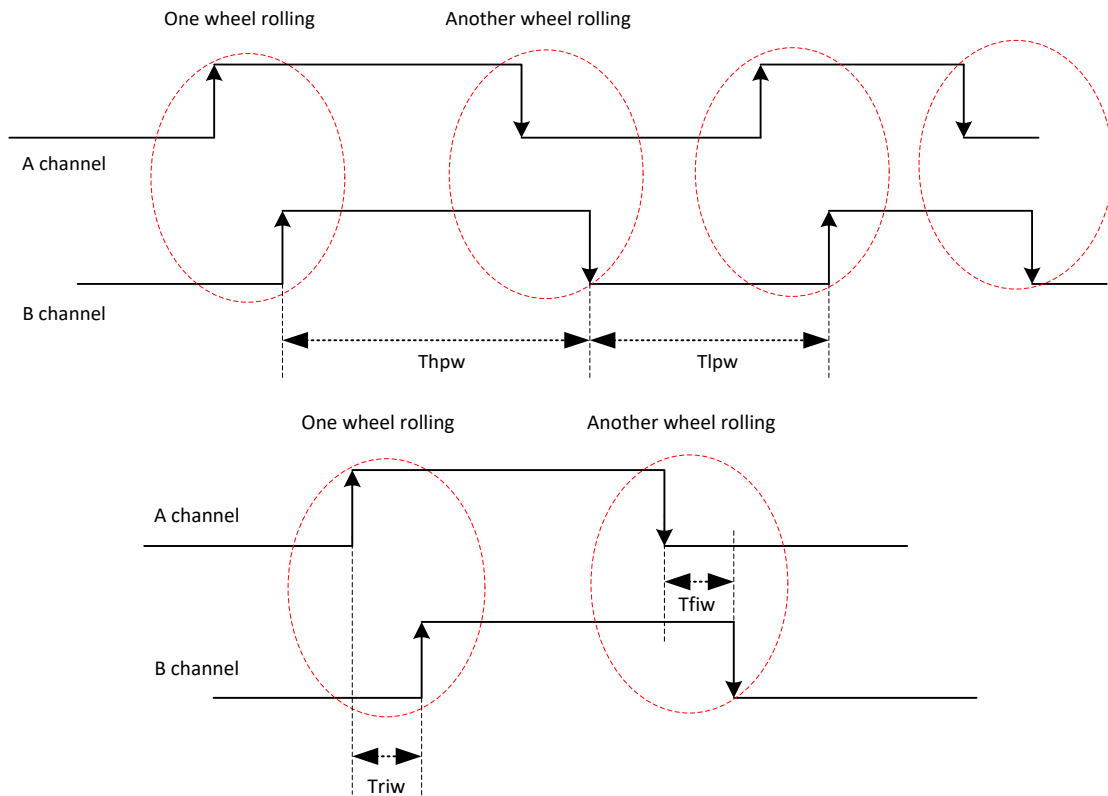 One wheel rolling
Another wheel rolling
A channel
B channel
Thpw
Tlpw
One wheel rolling
Another wheel rolling
A channel
Tfiw
B channel
Triw